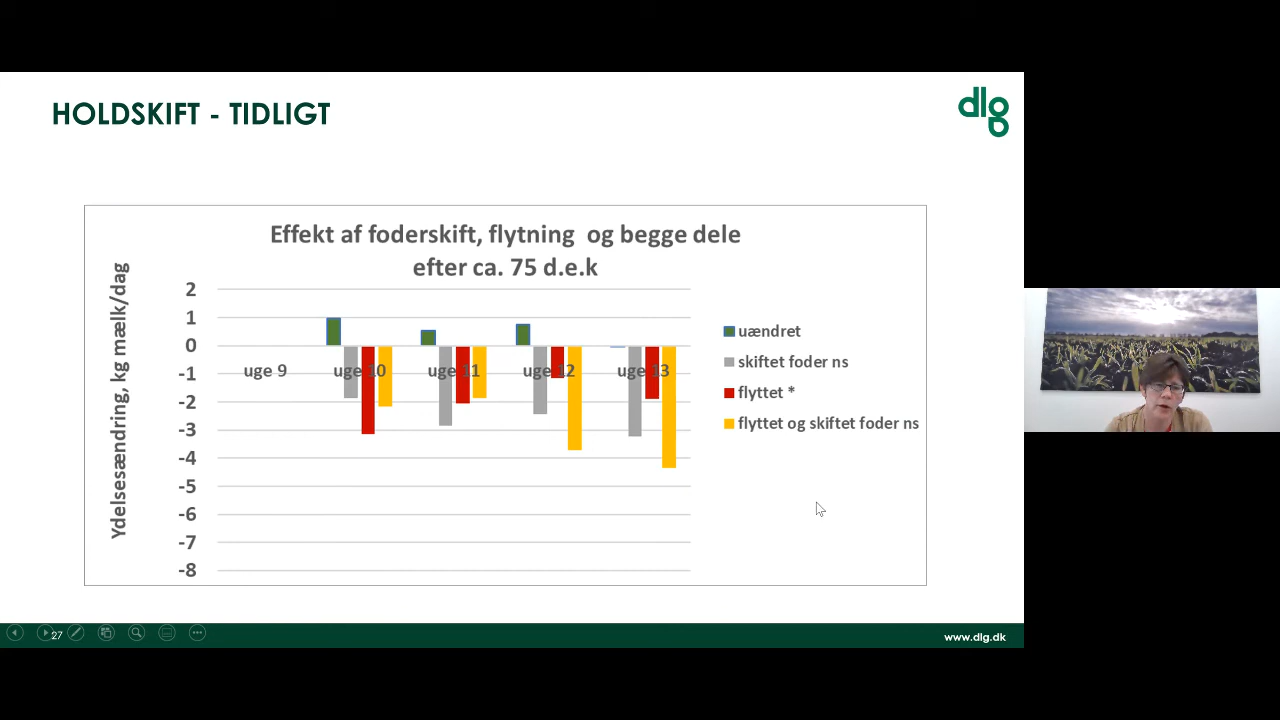 HOLDSKIFT - TIDLIGT
dlg
Effekt af foderskift, flytning og begge dele
efter ca. 75 d.e.k
Ydelsesændring, kg mælk/dag
2
1
0
-1
-2
-3
-4
-5
-6
-7
-8
uge 9
uge 10
uge 11
uge 12
uge 13
uændret
skiftet foder ns
flyttet *
flyttet og skiftet foder ns
27
www.dlg.dk